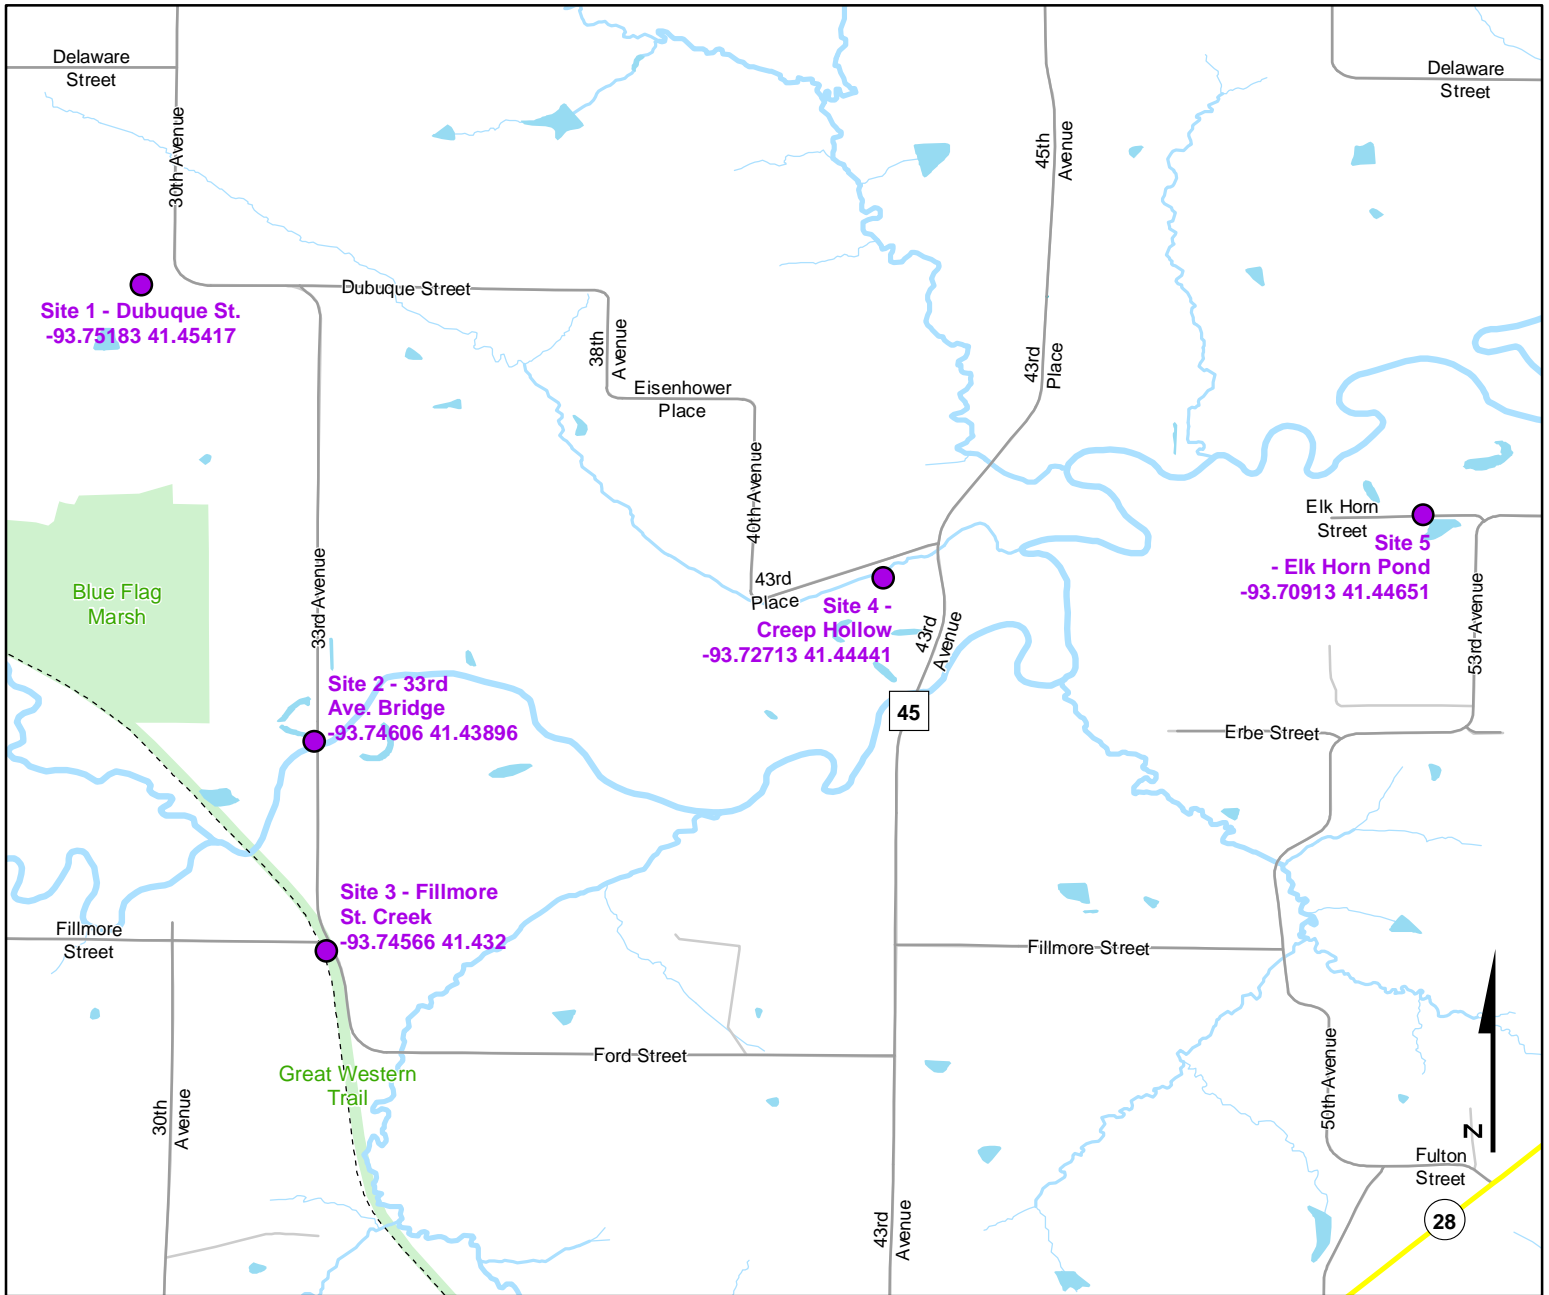 Delaware
Street
Delaware
Street
30th Avenue
45th
Avenue
Site 1 - Dubuque St.
-93.75183 41.45417
Dubuque Street
38th
Avenue
43rd
Place
Eisenhower
Place
40th Avenue
Elk Horn
Street
Site 5
- Elk Horn Pond
-93.70913 41.44651
Blue Flag
Marsh
33rd Avenue
43rd
Place
Site 4 -
Creep Hollow
-93.72713 41.44441
43rd
Avenue
53rd Avenue
Site 2 - 33rd
Ave. Bridge
-93.74606 41.43896
45
Erbe Street
Site 3 - Fillmore
St. Creek
-93.74566 41.432
Fillmore
Street
Fillmore Street
Ford Street
Great Western
Trail
30th
Avenue
50th Avenue
N
Fulton
Street
43rd
Avenue
28